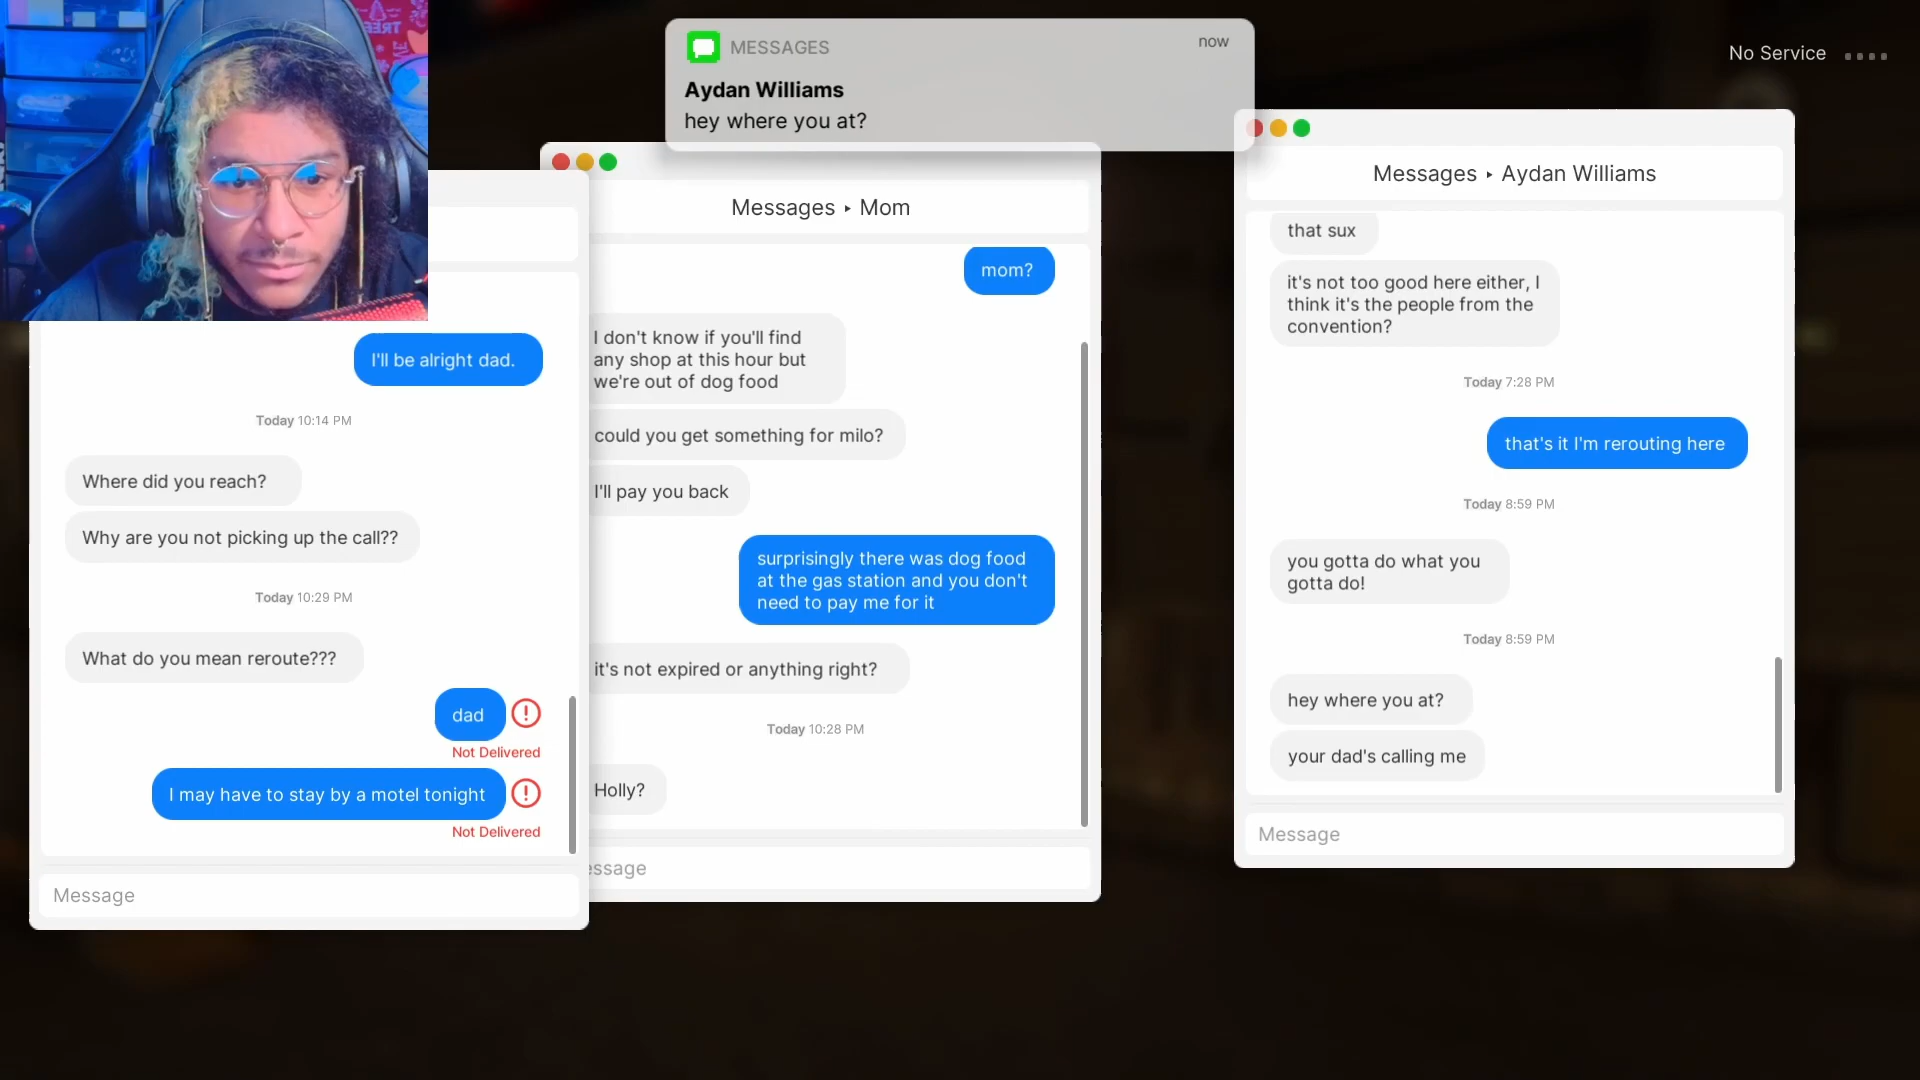 MESSAGES
now
Aydan Williams
hey where you at?
No Service
I'll be alright dad.
Today 10:14 PM
Where did you reach?
Why are you not picking up the call??
Today 10:29 PM
What do you mean reroute???
dad
Not Delivered
I may have to stay by a motel tonight
Not Delivered
Message
Messages ▸ Mom
mom?
I don't know if you'll find
any shop at this hour but
we're out of dog food
could you get something for milo?
I'll pay you back
surprisingly there was dog food
at the gas station and you don't
need to pay me for it
it's not expired or anything right?
Today 10:28 PM
Holly?
essage
Messages ▸ Aydan Williams
that sux
it's not too good here either, I
think it's the people from the
convention?
Today 7:28 PM
that's it I'm rerouting here
Today 8:59 PM
you gotta do what you
gotta do!
Today 8:59 PM
hey where you at?
your dad's calling me
Message